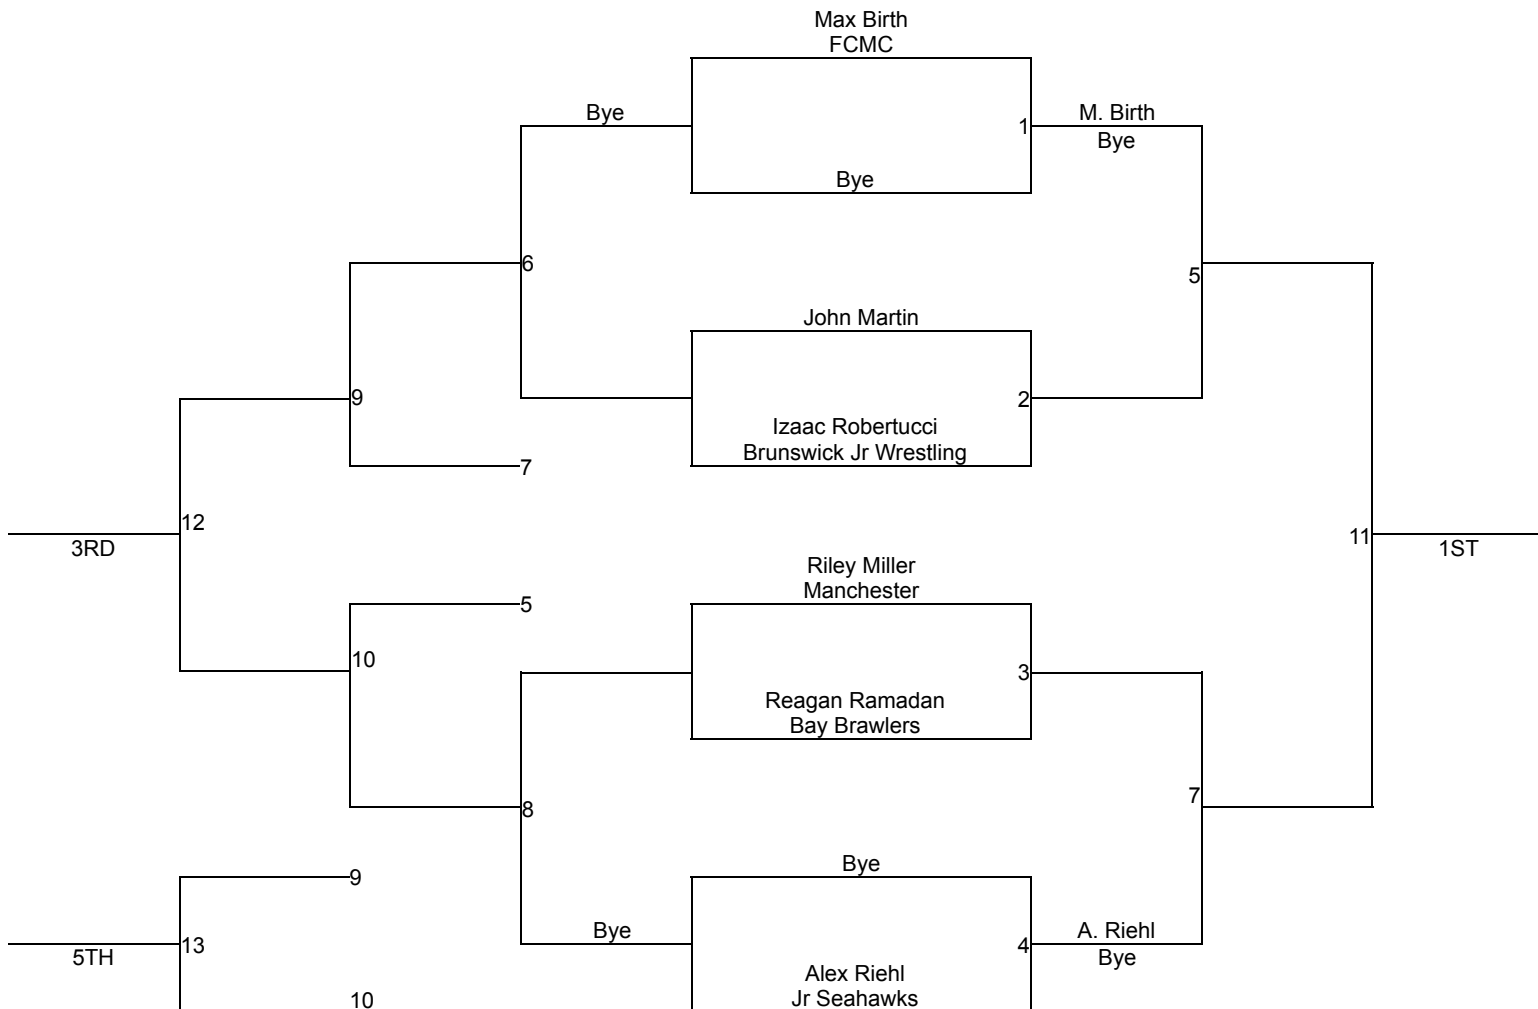 Max Birth
FCMC
Bye
1
M. Birth
Bye
Bye
6
5
John Martin
9
2
Izaac Robertucci
Brunswick Jr Wrestling
7
12
3RD
11
1ST
Riley Miller
Manchester
5
10
3
Reagan Ramadan
Bay Brawlers
8
7
Bye
9
Bye
A. Riehl
13
4
5TH
Bye
Alex Riehl
Jr Seahawks
10